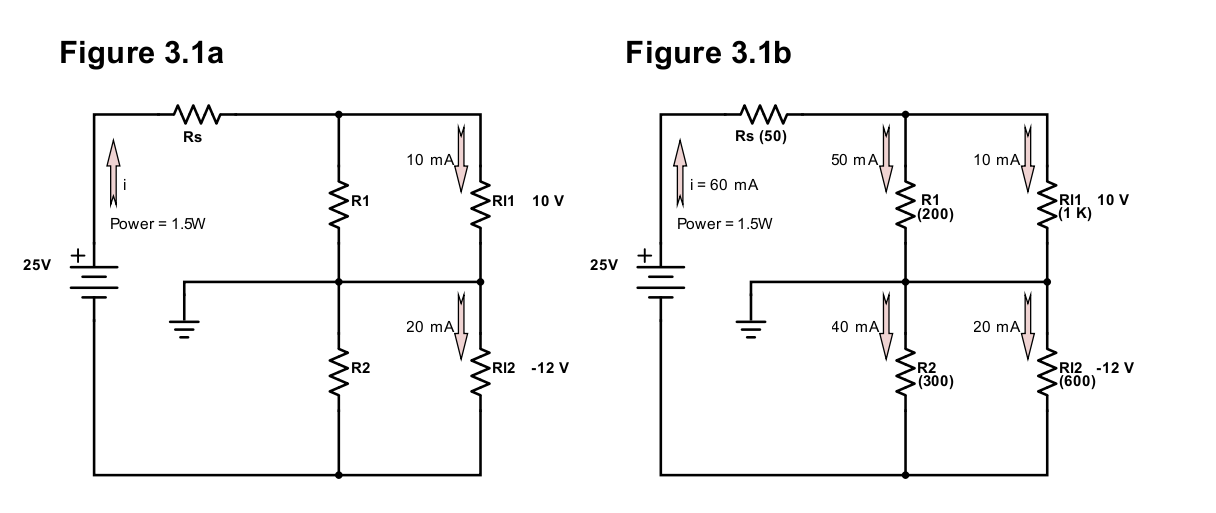 Figure 3.1a
Rs
10 mA
i
R1
Rl1 10 V
Power = 1.5W
25V
20 mA
R2
Rl2 -12 V
Figure 3.1b
Rs (50)
50 mA
10 mA
i = 60 mA
R1
(200)
Rl1 10 V
(1 K)
Power = 1.5W
25V
40 mA
20 mA
R2
(300)
Rl2 -12 V
(600)